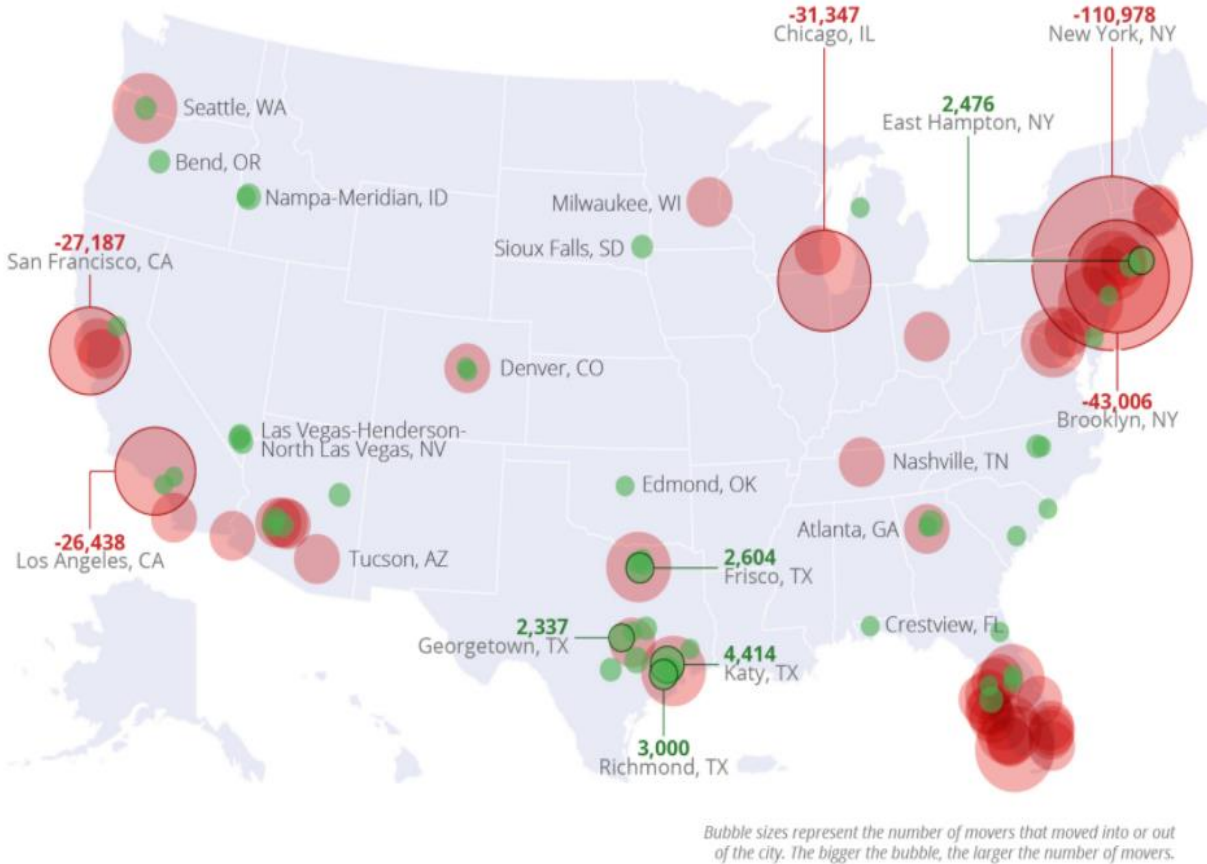 -31,347
Chicago, IL
-110,978
New York, NY
2,476
East Hampton, NY
Seattle, WA
Bend, OR
Nampa-Meridian, ID
Milwaukee, WI
Sioux Falls, SD
-27,187
San Francisco, CA
Denver, CO
-43,006
Brooklyn, NY
Las Vegas-Henderson-
North Las Vegas, NV
Nashville, TN
Edmond, OK
Atlanta, GA
-26,438
Los Angeles, CA
Tucson, AZ
2,604
Frisco, TX
2,337
Georgetown, TX
Crestview, FL
4,414
Katy, TX
3,000
Richmond, TX
Bubble sizes represent the number of movers that moved into or out
of the city. The bigger the bubble, the larger the number of movers.